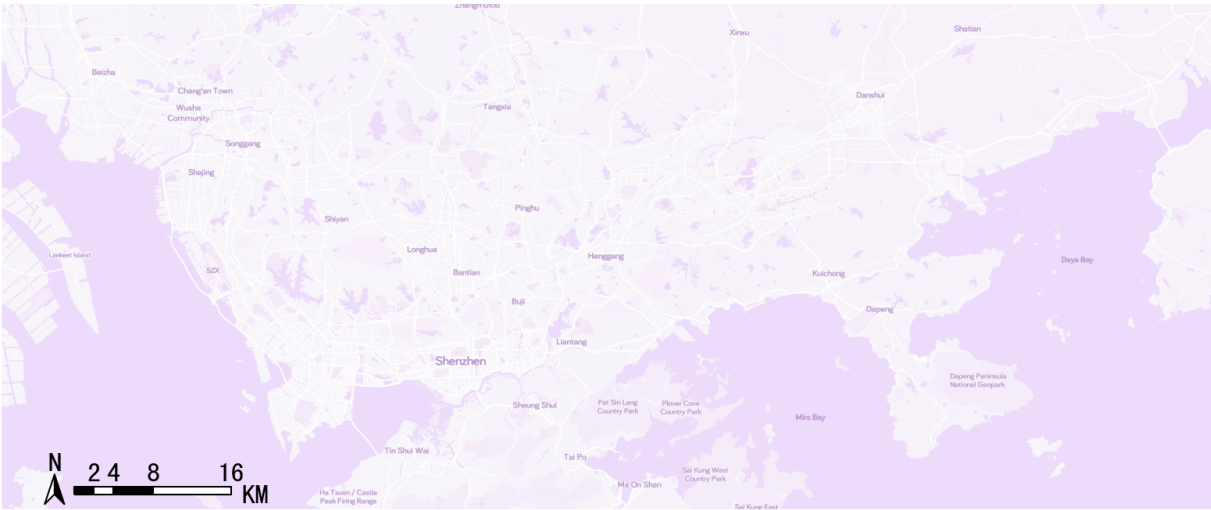 Zhangmutou
Xinxu
Shatian
Beizha
Chang'an Town
Danshui
Wusha
Community
Tangxia
Songgang
Shajing
Pinghu
Shiyan
Longhua
Lankeet Island
Henggang
Daya Bay
SZX
Bantian
Kuichong
Buji
Dapeng
Liantang
Shenzhen
Dapeng Peninsula
National Geopark
Pat Sin Leng
Country Park
Plover Cove
Country Park
Sheung Shui
Mirs Bay
Tin Shui Wai
Tai Po
N
2 4 8 16
KM
Sai Kung West
Country Park
Ma On Shan
Ha Tsuen / Castle
Peak Firing Range
Sai Kung East